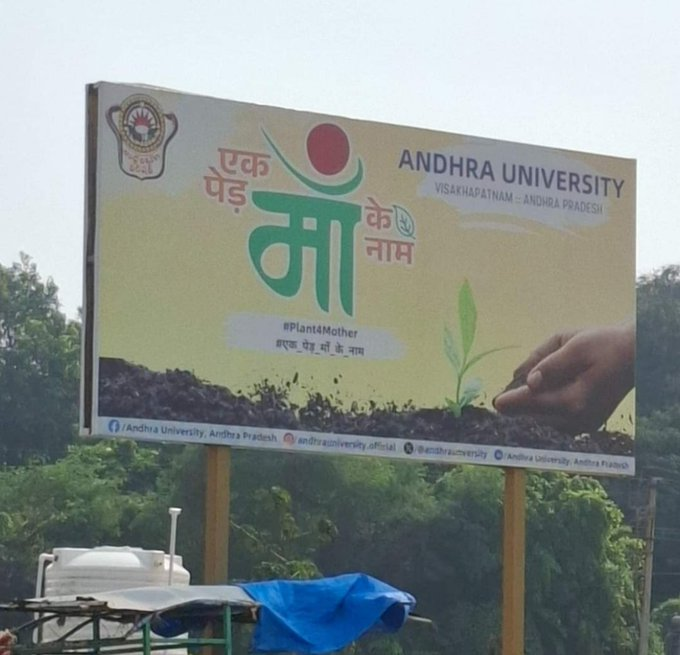 ANDHRA UNIVERSITY
VISAKHAPATNAM :: ANDHRA PRADESH
एक
पेड़
माँ
के
नाम
#Plant4Mother
#एक_पेड़_माँ_के_नाम
/Andhra University, Andhra Pradesh /andhrauniversity.official /@andhrauniversity /Andhra University, Andhra Pradesh